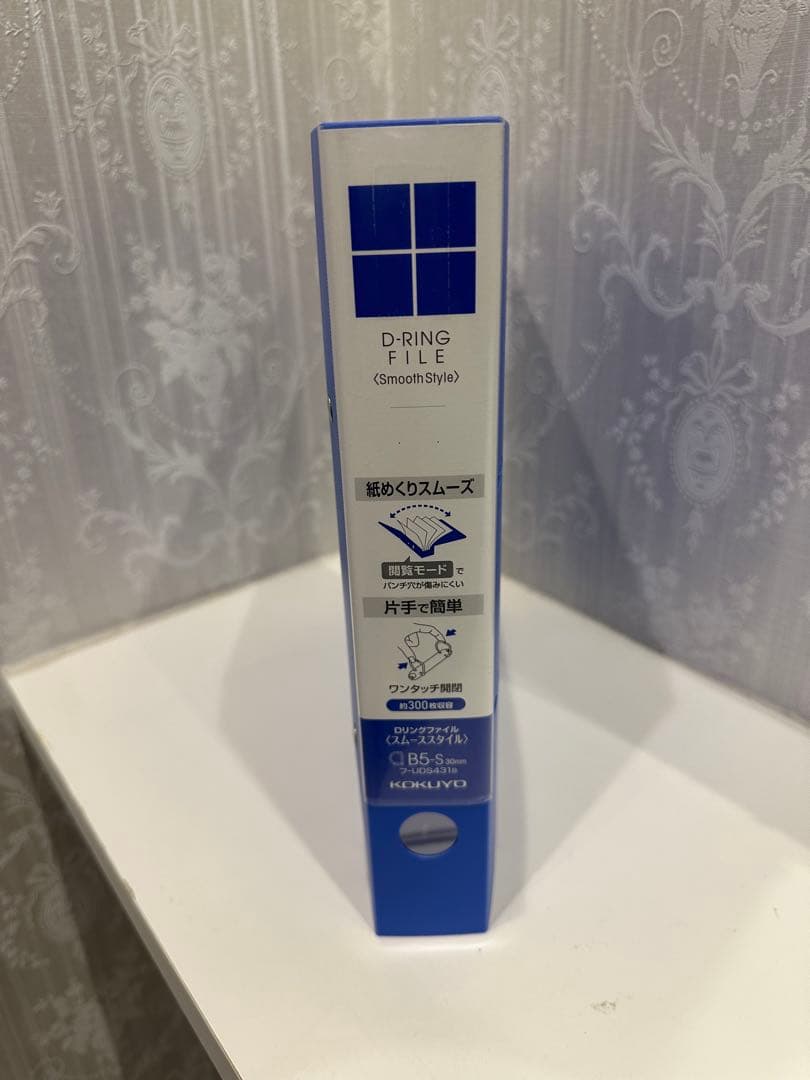 D-RING
FILE
〈Smooth Style〉
紙めくりスムーズ
閲覧モードで
パンチ穴が傷みにくい
片手で簡単
ワンタッチ開閉
約300枚収容
Dリングファイル
〈スムーススタイル〉
B5-S 30mm
フ-UDS431B
KOKUYO